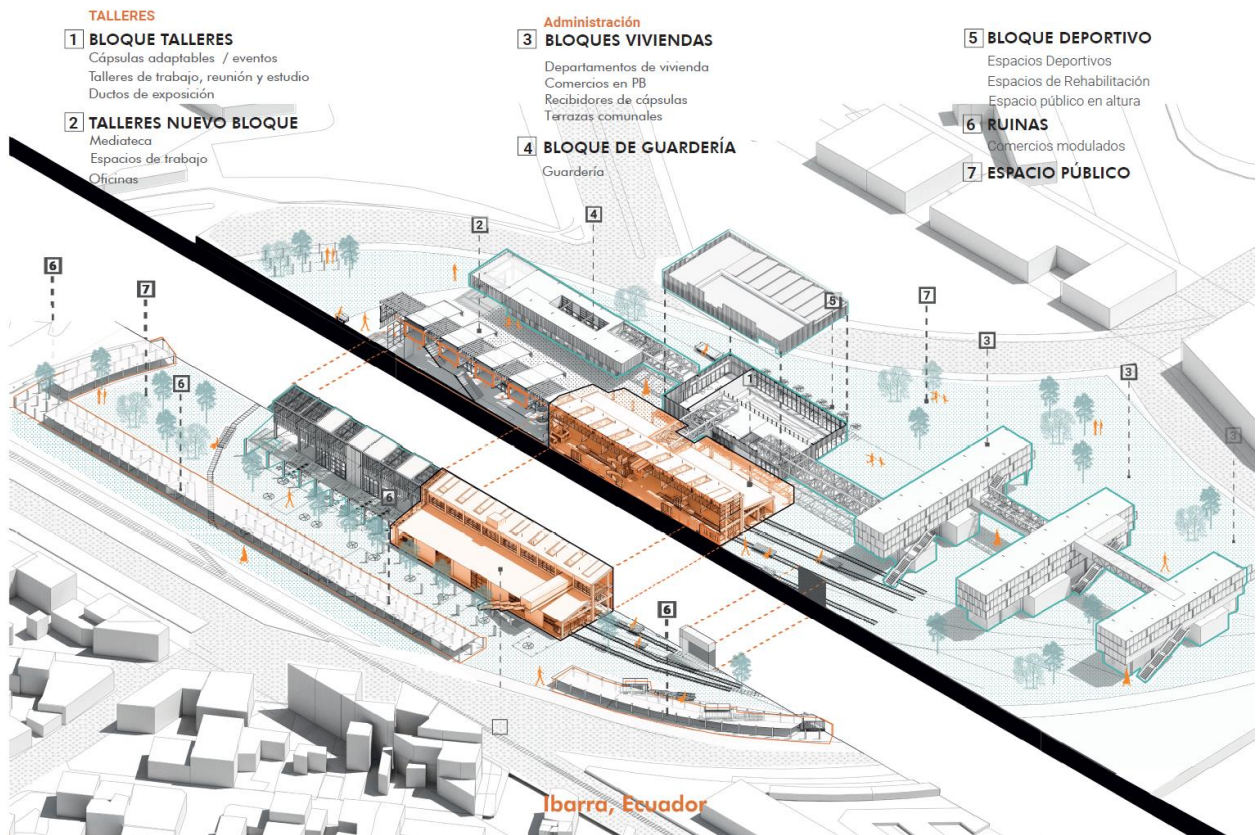 TALLERES
1 BLOQUE TALLERES
Cápsulas adaptables / eventos
Talleres de trabajo, reunión y estudio
Ductos de exposición
2 TALLERES NUEVO BLOQUE
Mediateca
Espacios de trabajo
Oficinas
Administración
3 BLOQUES VIVIENDAS
Departamentos de vivienda
Comercios en PB
Recibidores de cápsulas
Terrazas comunales
4 BLOQUE DE GUARDERÍA
Guardería
5 BLOQUE DEPORTIVO
Espacios Deportivos
Espacios de Rehabilitación
Espacio público en altura
6 RUINAS
Comercios modulados
7 ESPACIO PÚBLICO
4
2
6
7
5
7
3
3
1
6
3
6
6
Ibarra, Ecuador